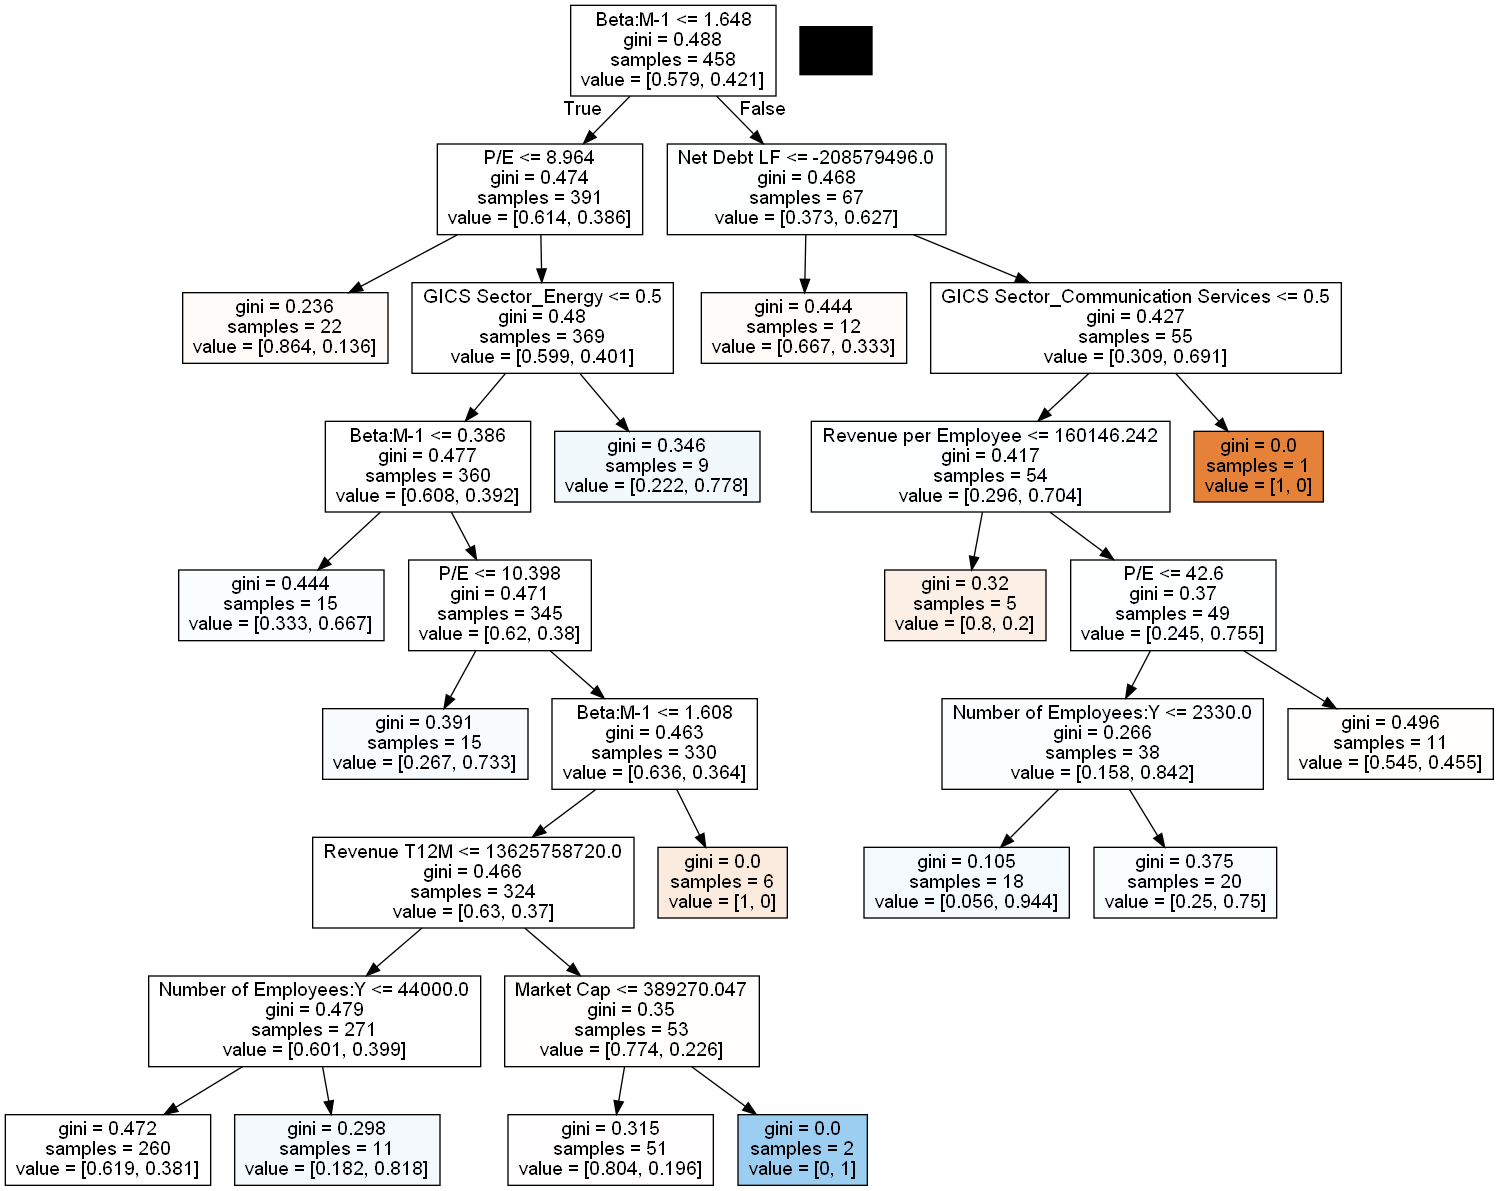 Beta:M-1 <= 1.648
gini = 0.488
samples = 458
value = [0.579, 0.421]
True
False
P/E <= 8.964
gini = 0.474
samples = 391
value = [0.614, 0.386]
Net Debt LF <= -208579496.0
gini = 0.468
samples = 67
value = [0.373, 0.627]
gini = 0.236
samples = 22
value = [0.864, 0.136]
GICS Sector_Energy <= 0.5
gini = 0.48
samples = 369
value = [0.599, 0.401]
gini = 0.444
samples = 12
value = [0.667, 0.333]
GICS Sector_Communication Services <= 0.5
gini = 0.427
samples = 55
value = [0.309, 0.691]
Beta:M-1 <= 0.386
gini = 0.477
samples = 360
value = [0.608, 0.392]
gini = 0.346
samples = 9
value = [0.222, 0.778]
Revenue per Employee <= 160146.242
gini = 0.417
samples = 54
value = [0.296, 0.704]
gini = 0.0
samples = 1
value = [1, 0]
gini = 0.444
samples = 15
value = [0.333, 0.667]
P/E <= 10.398
gini = 0.471
samples = 345
value = [0.62, 0.38]
gini = 0.32
samples = 5
value = [0.8, 0.2]
P/E <= 42.6
gini = 0.37
samples = 49
value = [0.245, 0.755]
gini = 0.391
samples = 15
value = [0.267, 0.733]
Beta:M-1 <= 1.608
gini = 0.463
samples = 330
value = [0.636, 0.364]
Number of Employees:Y <= 2330.0
gini = 0.266
samples = 38
value = [0.158, 0.842]
gini = 0.496
samples = 11
value = [0.545, 0.455]
Revenue T12M <= 13625758720.0
gini = 0.466
samples = 324
value = [0.63, 0.37]
gini = 0.0
samples = 6
value = [1, 0]
gini = 0.105
samples = 18
value = [0.056, 0.944]
gini = 0.375
samples = 20
value = [0.25, 0.75]
Number of Employees:Y <= 44000.0
gini = 0.479
samples = 271
value = [0.601, 0.399]
Market Cap <= 389270.047
gini = 0.35
samples = 53
value = [0.774, 0.226]
gini = 0.472
samples = 260
value = [0.619, 0.381]
gini = 0.298
samples = 11
value = [0.182, 0.818]
gini = 0.315
samples = 51
value = [0.804, 0.196]
gini = 0.0
samples = 2
value = [0, 1]